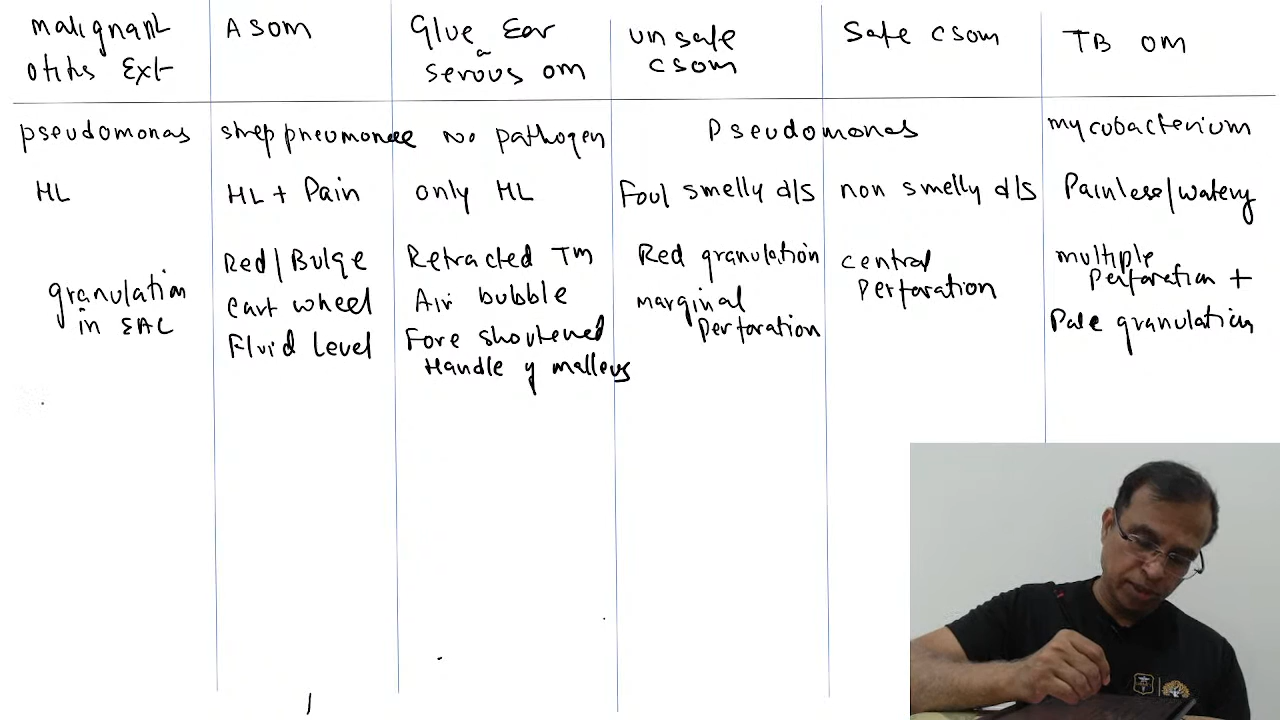 malignant
otitis Ext
ASOM
Glue Ear
serous om
unsafe
csom
Safe csom
TB om
pseudomonas
strep pneumonae
No pathogen
Pseudomonas
mycobacterium
HL
HL + Pain
only HL
Foul smelly d/s
non smelly d/s
Painless/watery
granulation
in EAC
Red/Bulge
cart wheel
Fluid Level
Retracted Tm
Air bubble
Fore shortened
Handle of malleus
Red granulation
marginal
Perforation
central
Perforation
multiple
Perforation +
Pale granulation